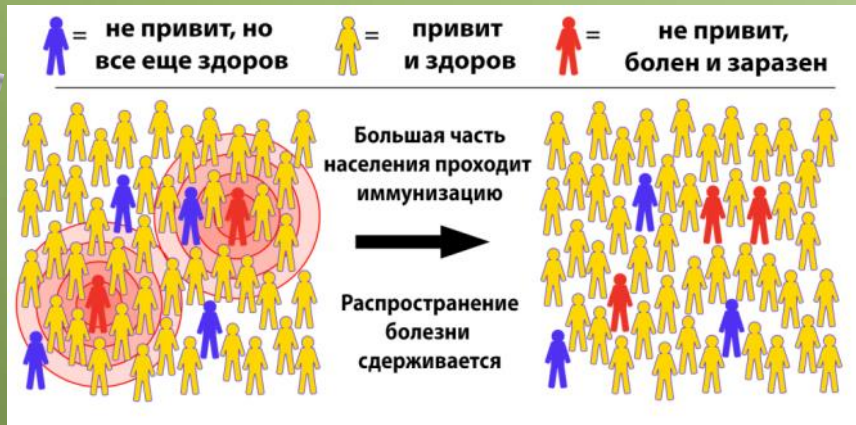 = не привит, но
все еще здоров
= привит
и здоров
= не привит,
болен и заразен
Большая часть
населения проходит
иммунизацию
Распространение
болезни
сдерживается